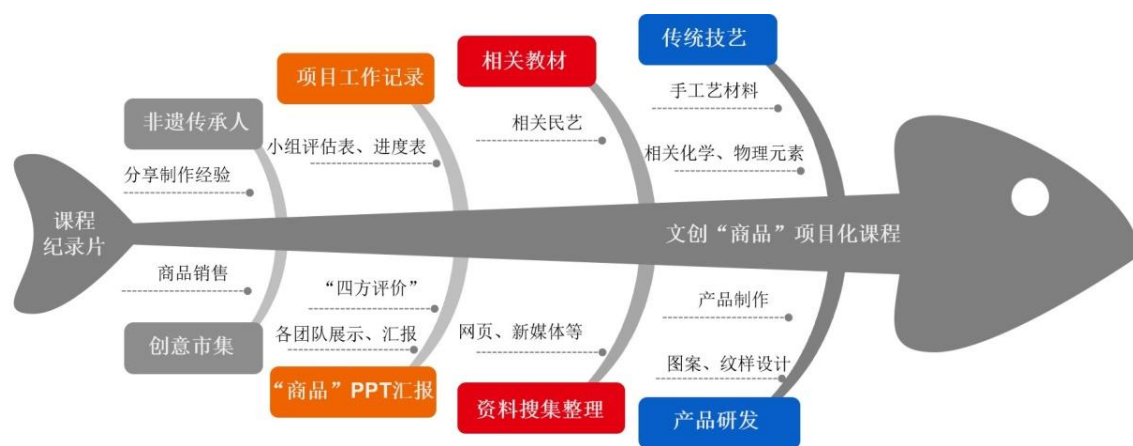 传统技艺
相关教材
项目工作记录
手工艺材料
非遗传承人
相关民艺
小组评估表、进度表
相关化学、物理元素
分享制作经验
课程
纪录片
文创“商品”项目化课程
商品销售
“四方评价”
产品制作
创意市集
各团队展示、汇报
网页、新媒体等
图案、纹样设计
“商品”PPT汇报
资料搜集整理
产品研发